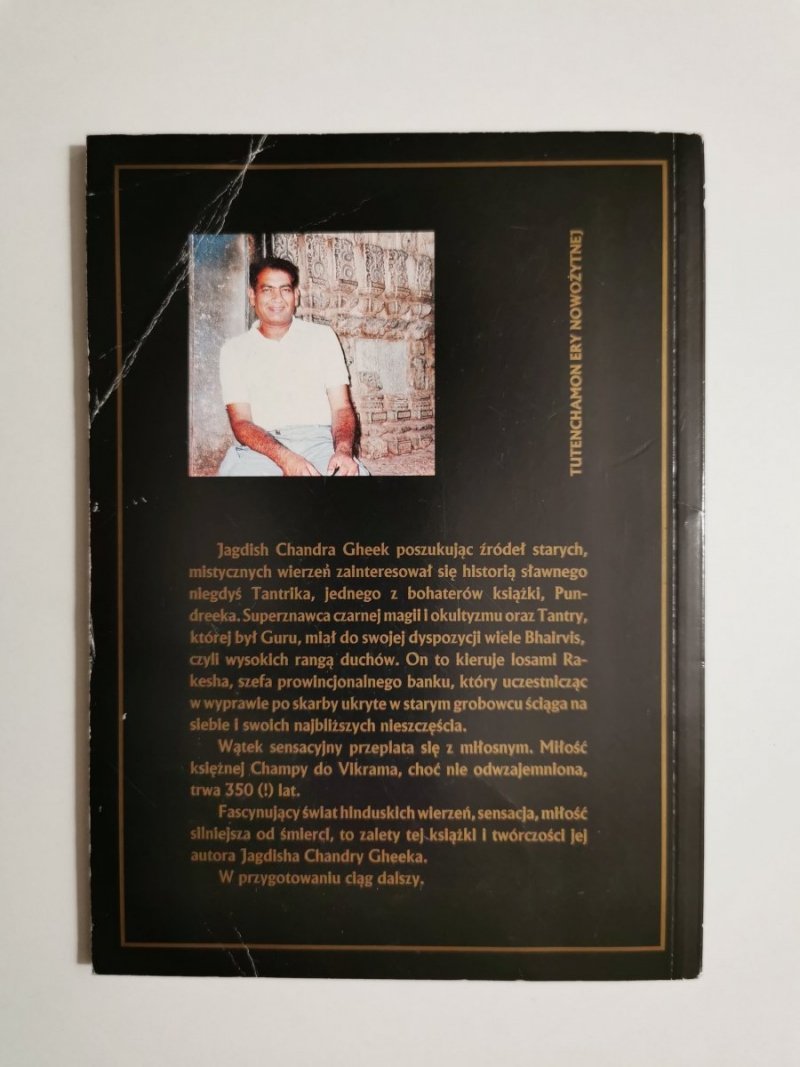 TUTENCHAMON ERY NOWOŻYTNEJ
Jagdish Chandra Gheek poszukując źródeł starych,
mistycznych wierzeń zainteresował się historią sławnego
niegdyś Tantrika, jednego z bohaterów książki, Pun-
dreeka. Superznawca czarnej magii i okultyzmu oraz Tantry,
której był Guru, miał do swojej dyspozycji wiele Bhairvis,
czyli wysokich rangą duchów. On to kieruje losami Ra-
kesha, szefa prowincjonalnego banku, który uczestnicząc
w wyprawie po skarby ukryte w starym grobowcu ściąga na
siebie i swoich najbliższych nieszczęścia.
Wątek sensacyjny przeplata się z miłosnym. Miłość
księżnej Champy do Vikrama, choć nie odwzajemniona,
trwa 350 (!) lat.
Fascynujący świat hinduskich wierzeń, sensacja, miłość
silniejsza od śmierci, to zalety tej książki i twórczości jej
autora Jagdisha Chandry Gheeka.
W przygotowaniu ciąg dalszy.